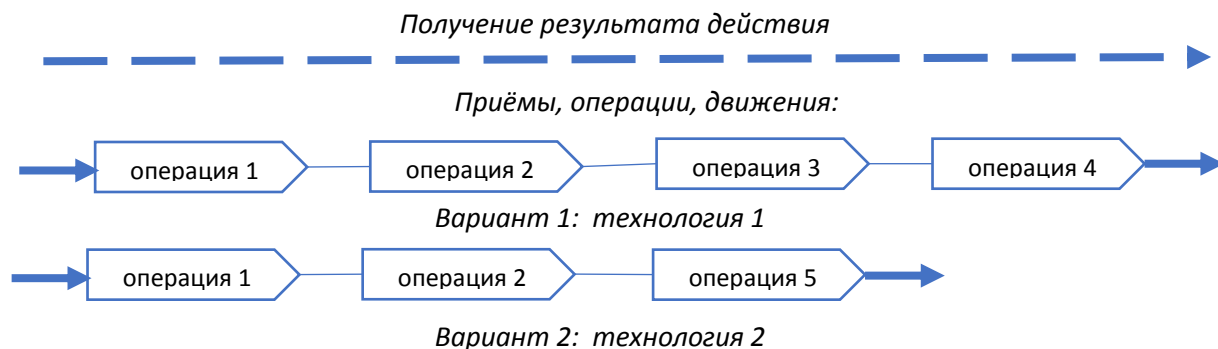 Получение результата действия
Приёмы, операции, движения:
операция 1 операция 2 операция 3 операция 4
Вариант 1: технология 1
операция 1 операция 2 операция 5
Вариант 2: технология 2